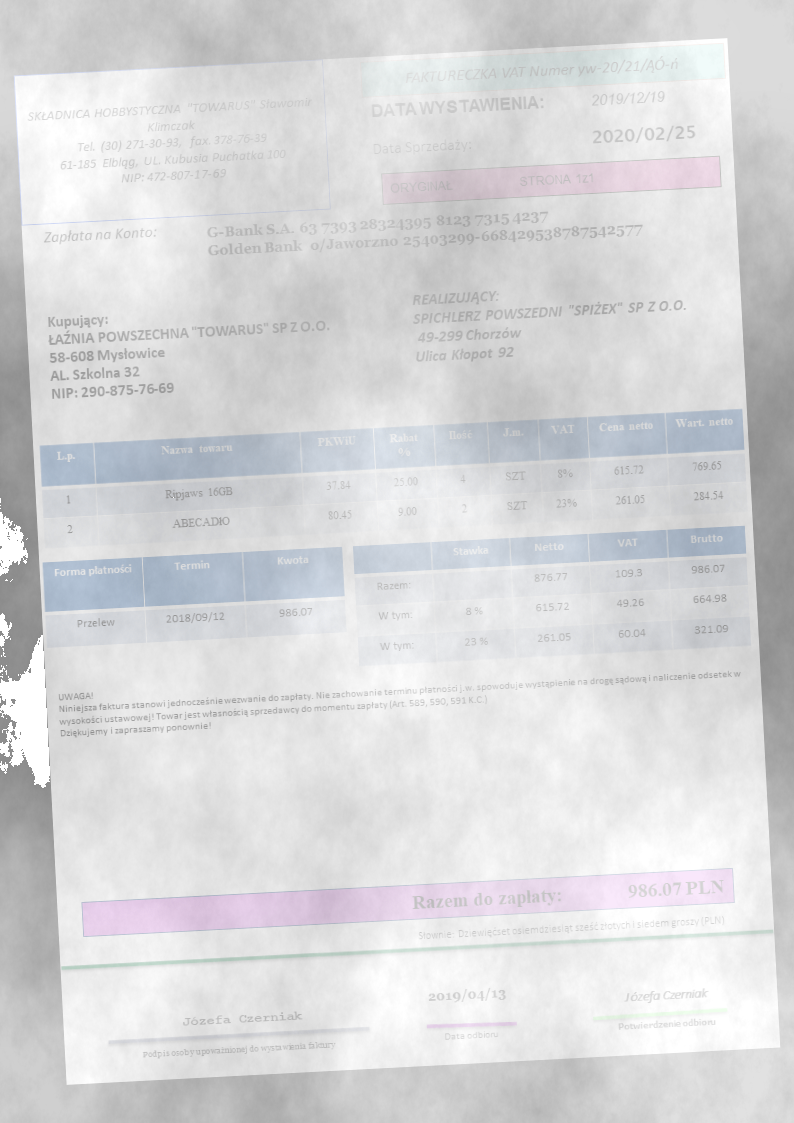 SKŁADNICA HOBBYSTYCZNA "TOWARUS" Sławomir
Klimczak
Tel. (30) 271-30-93, fax. 378-76-39
61-185 Elbląg, UL. Kubusia Puchatka 100
NIP: 472-807-17-69
FAKTURECZKA VAT Numer yw-20/21/ĄÓ-ń
DATA WYSTAWIENIA: 2019/12/19
Data Sprzedaży: 2020/02/25
ORYGINAŁ STRONA 1z1
Zapłata na Konto: G-Bank S.A. 63 7393 2832 4395 8123 7315 4237
Golden Bank o/Jaworzno 25493299-668429538787542577
Kupujący:
ŁAŹNIA POWSZECHNA "TOWARUS" SP Z O.O.
58-608 Mysłowice
AL. Szkolna 32
NIP: 290-875-76-69
REALIZUJĄCY:
SPICHLERZ POWSZEDNI "SPIŻEX" SP Z O.O.
49-299 Chorzów
Ulica Kłopot 92
L.p. Nazwa towaru PKWiU Rabat % Ilość J.m. VAT Cena netto Wart. netto
1 Ripjaws 16GB 37.84 25.00 4 SZT 8% 615.72 769.65
2 ABECADŁO 80.45 9.00 2 SZT 23% 261.05 284.54
Forma płatności Termin Kwota
Przelew 2018/09/12 986.07
Stawka Netto VAT Brutto
Razem: 876.77 109.3 986.07
W tym: 8 % 615.72 49.26 664.98
W tym: 23 % 261.05 60.04 321.09
UWAGA!
Niniejsza faktura stanowi jednocześnie wezwanie do zapłaty. Nie zachowanie terminu płatności j.w. spowoduje wystąpienie na drogę sądową i naliczenie odsetek w
wysokości ustawowej! Towar jest własnością sprzedawcy do momentu zapłaty (Art. 589, 590, 591 K.C.)
Dziękujemy i zapraszamy ponownie!
Razem do zapłaty: 986.07 PLN
Słownie: Dziewięćset osiemdziesiąt sześć złotych i siedem groszy (PLN)
Józefa Czerniak
Podpis osoby upoważnionej do wystawienia faktury
2019/04/13
Data odbioru
Józefa Czerniak
Potwierdzenie odbioru